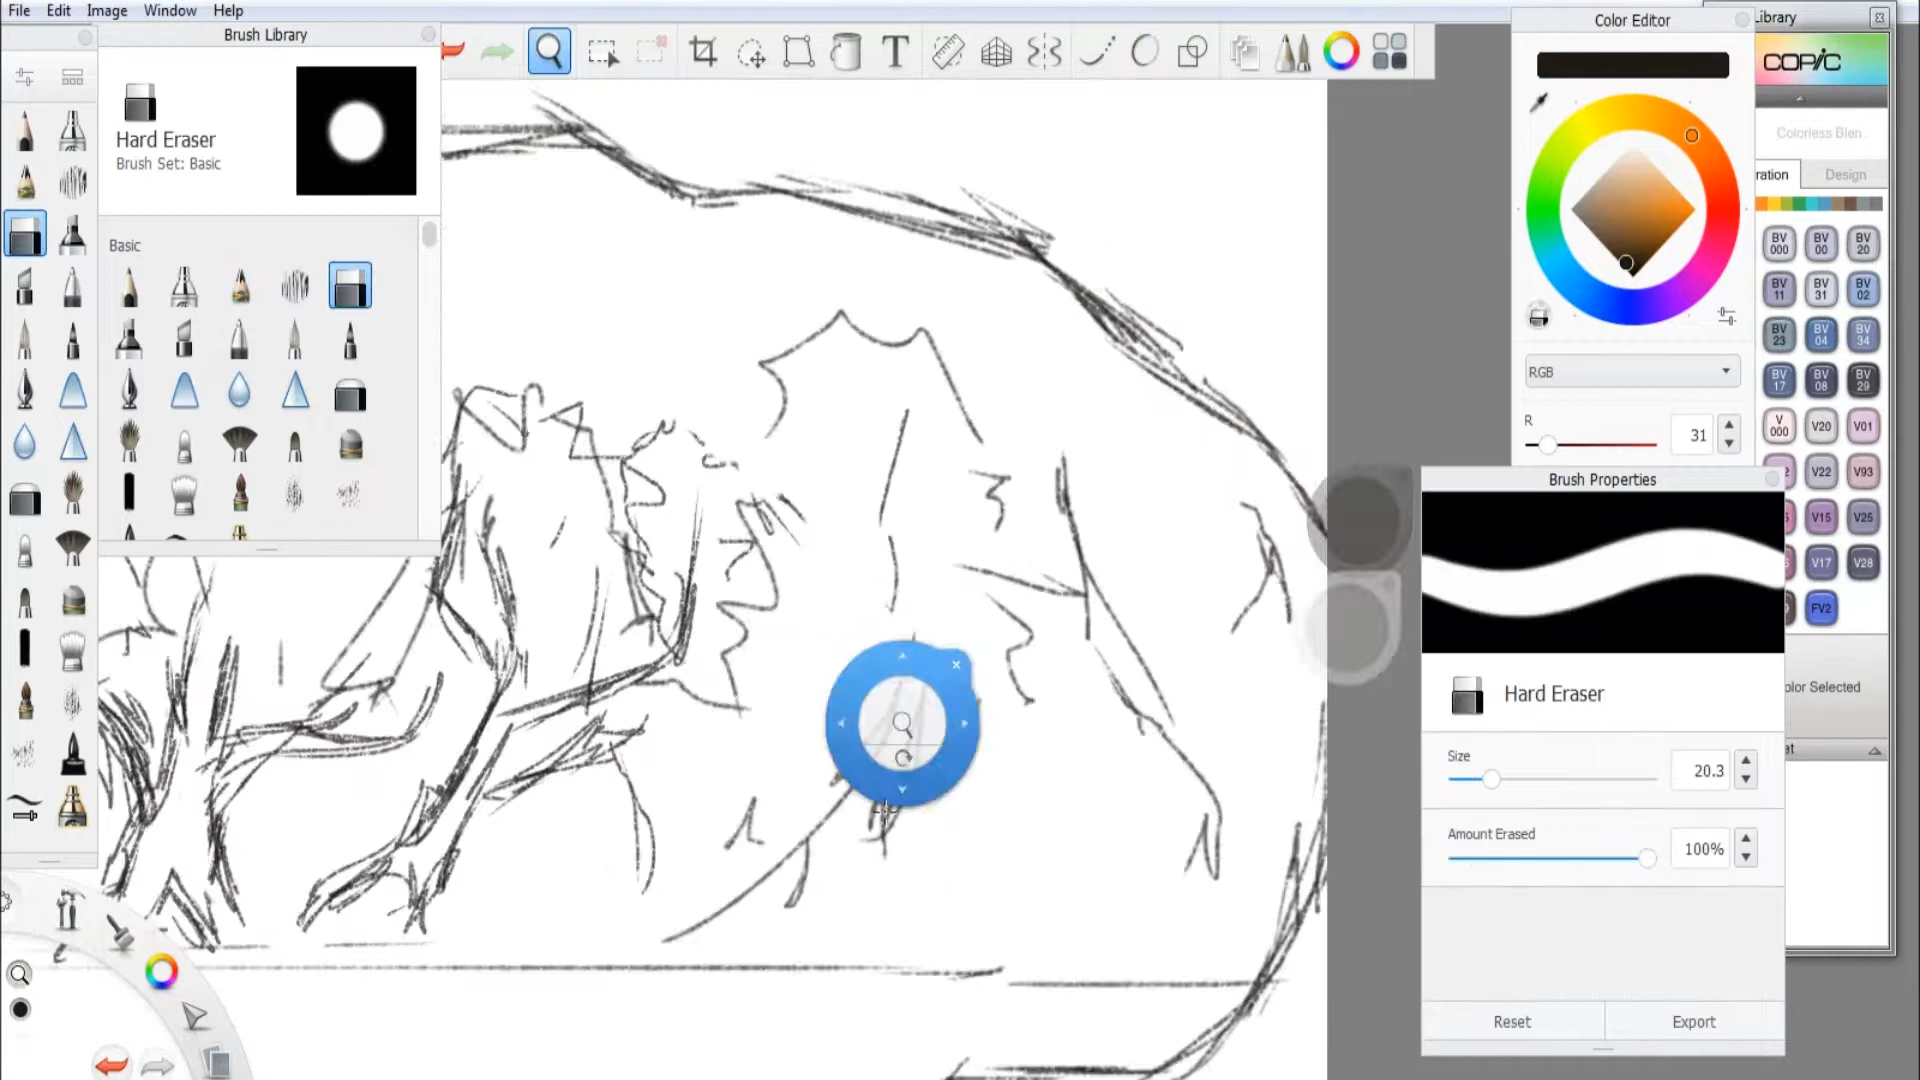 File Edit Image Window Help
Brush Library
Hard Eraser
Brush Set: Basic
Basic
T
Color Editor
RGB
R
31
Library
COPIC
Colorless Blen..
ration
Design
BV 000
BV 00
BV 20
BV 11
BV 31
BV 02
BV 23
BV 04
BV 34
BV 17
BV 08
BV 29
V 000
V20
V01
2
V22
V93
V15
V25
V17
V28
FV2
olor Selected
at
Brush Properties
Hard Eraser
Size
20.3
Amount Erased
100%
Reset
Export